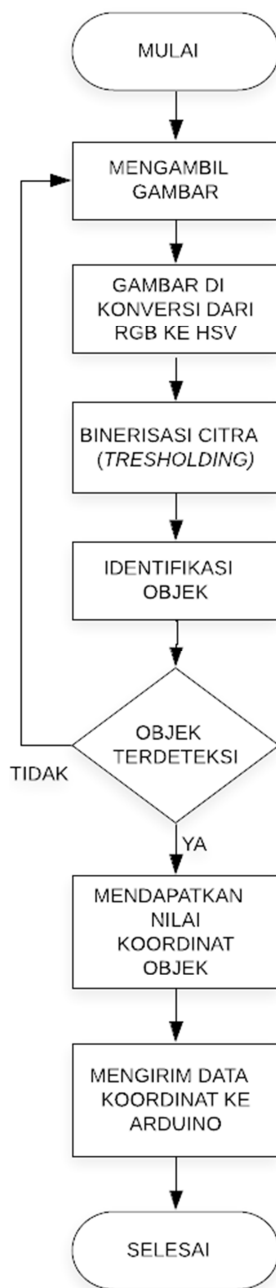 MULAI
MENGAMBIL
GAMBAR
GAMBAR DI
KONVERSI DARI
RGB KE HSV
BINERISASI CITRA
(TRESHOLDING)
IDENTIFIKASI
OBJEK
OBJEK
TERDETEKSI
TIDAK
YA
MENDAPATKAN
NILAI
KOORDINAT
OBJEK
MENGIRIM DATA
KOORDINAT KE
ARDUINO
SELESAI